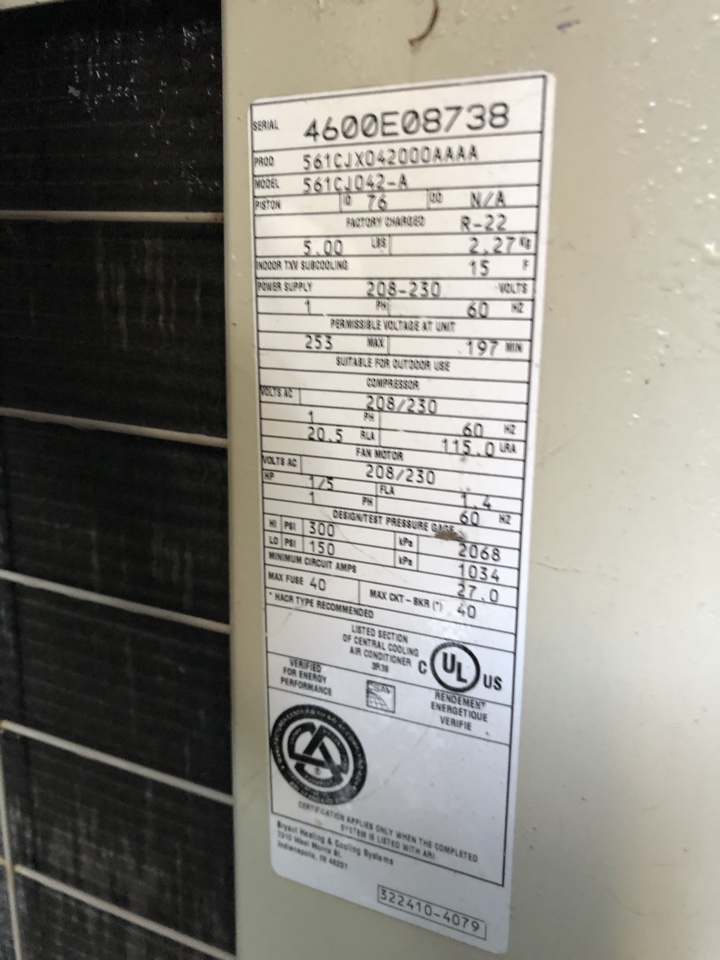 SERIAL 4600E08738
PROD 561CJX042000AAAA
MODEL 561CJ042-A
PISTON ID 76 OD N/A
FACTORY CHARGED R-22
5.00 LBS 2.27 KG
INDOOR TXV SUBCOOLING 15 F
POWER SUPPLY 208-230 VOLTS
1 PH 60 HZ
PERMISSIBLE VOLTAGE AT UNIT
253 MAX 197 MIN
SUITABLE FOR OUTDOOR USE
COMPRESSOR
VOLTS AC 208/230
1 PH 60 HZ
20.5 RLA 115.0 LRA
FAN MOTOR
VOLTS AC 208/230
HP 1/5 FLA 1.4
1 PH 60 HZ
DESIGN/TEST PRESSURE GAGE
HI PSI 300 kPa 2068
LO PSI 150 kPa 1034
MINIMUM CIRCUIT AMPS 27.0
MAX FUSE 40 MAX CKT-BKR (*) 40
* HACR TYPE RECOMMENDED
LISTED SECTION
OF CENTRAL COOLING
AIR CONDITIONER
C UL US
VERIFIED
FOR ENERGY
PERFORMANCE
RENDEMENT
ENERGETIQUE
VERIFIE
CERTIFICATION APPLIES ONLY WHEN THE COMPLETED
SYSTEM IS LISTED WITH ARI.
Bryant Heating & Cooling Systems
7310 West Morris St.
Indianapolis, IN 46231
322410-4079